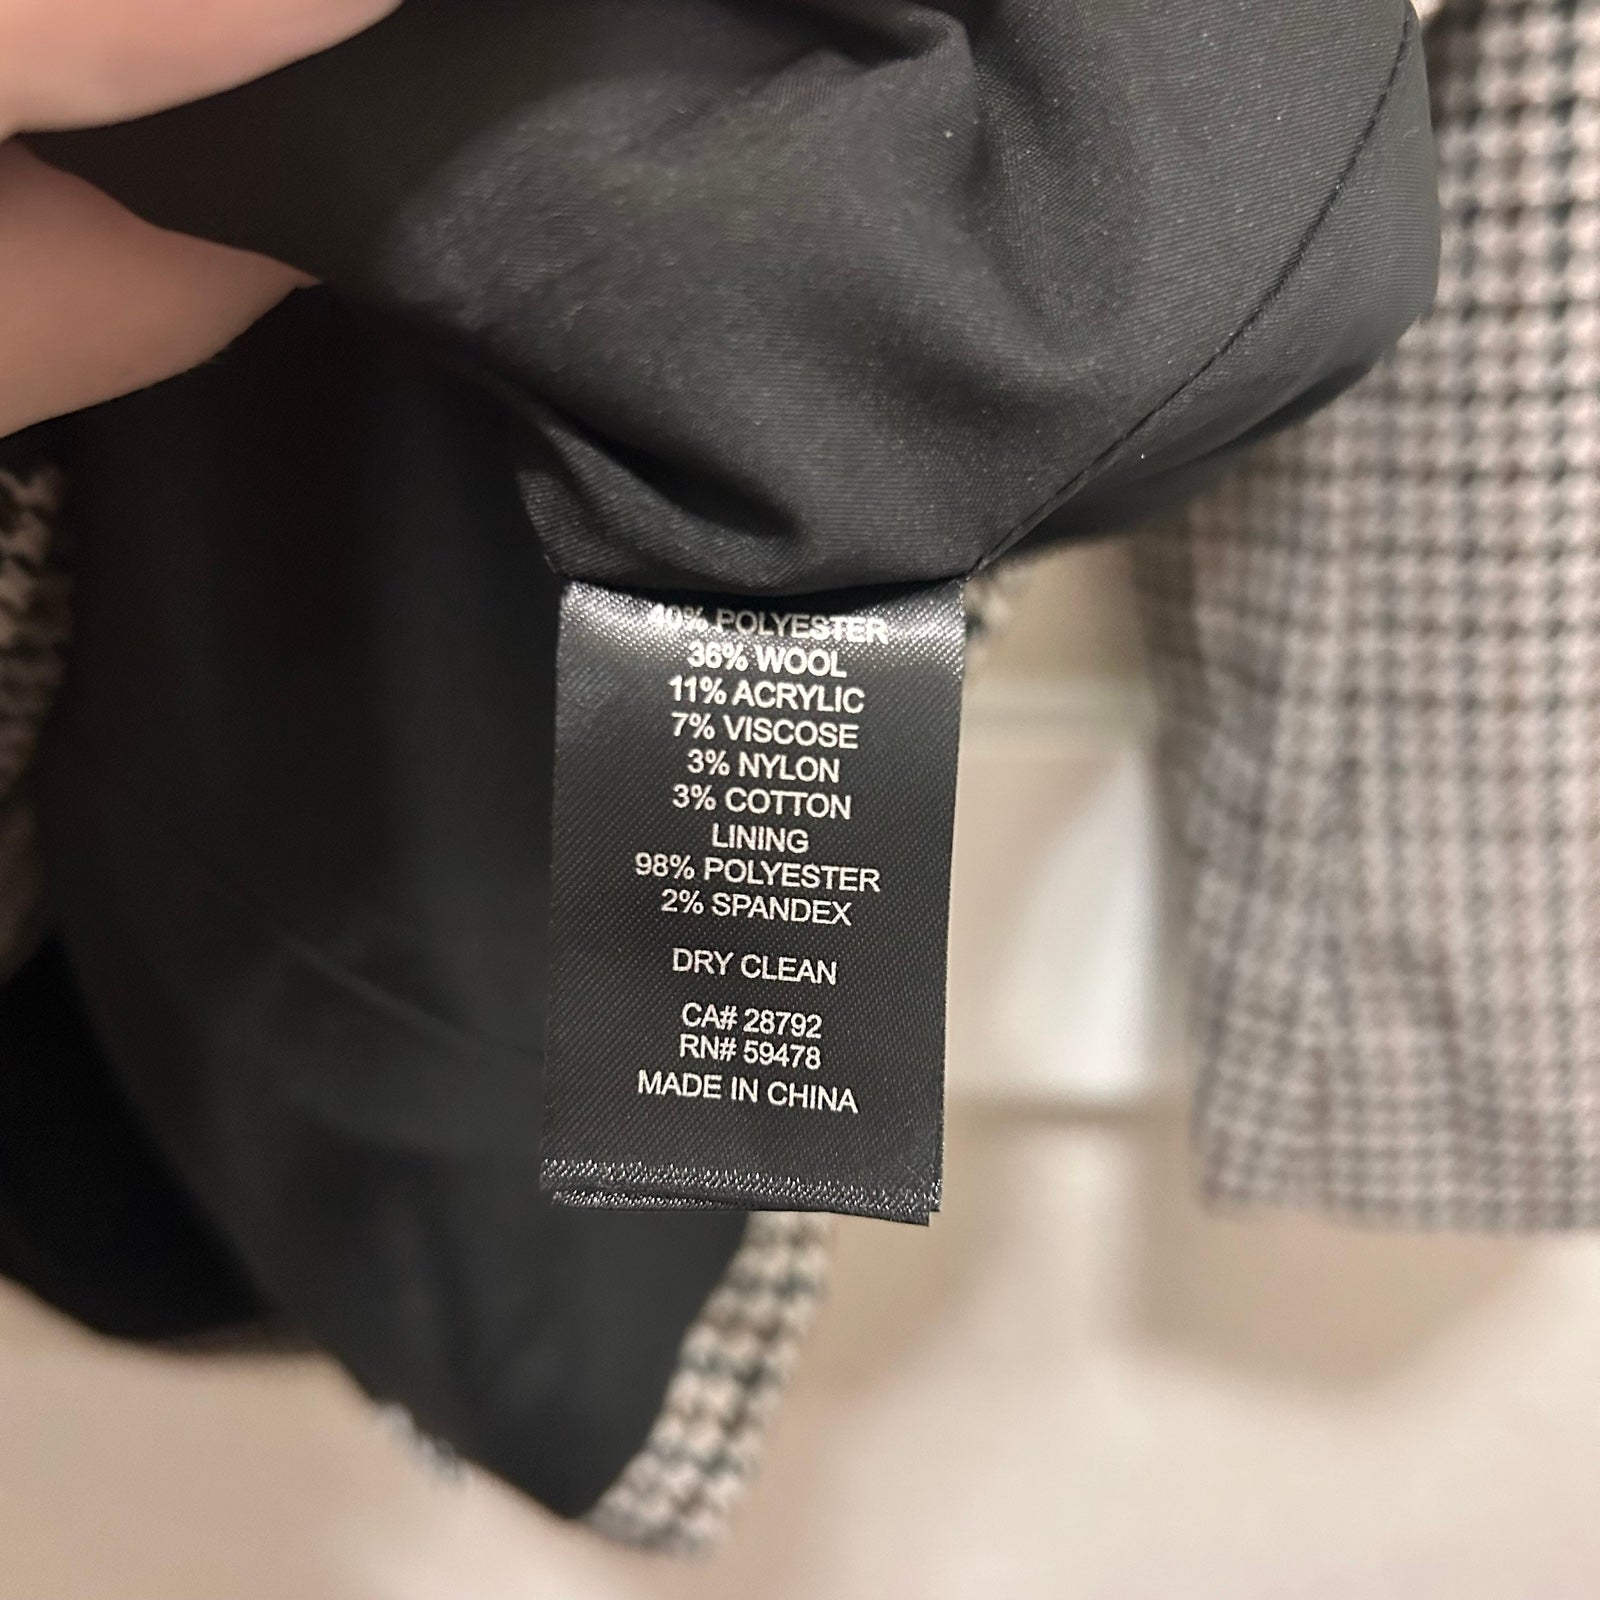 40% POLYESTER
36% WOOL
11% ACRYLIC
7% VISCOSE
3% NYLON
3% COTTON
LINING
98% POLYESTER
2% SPANDEX
DRY CLEAN
CA# 28792
RN# 59478
MADE IN CHINA